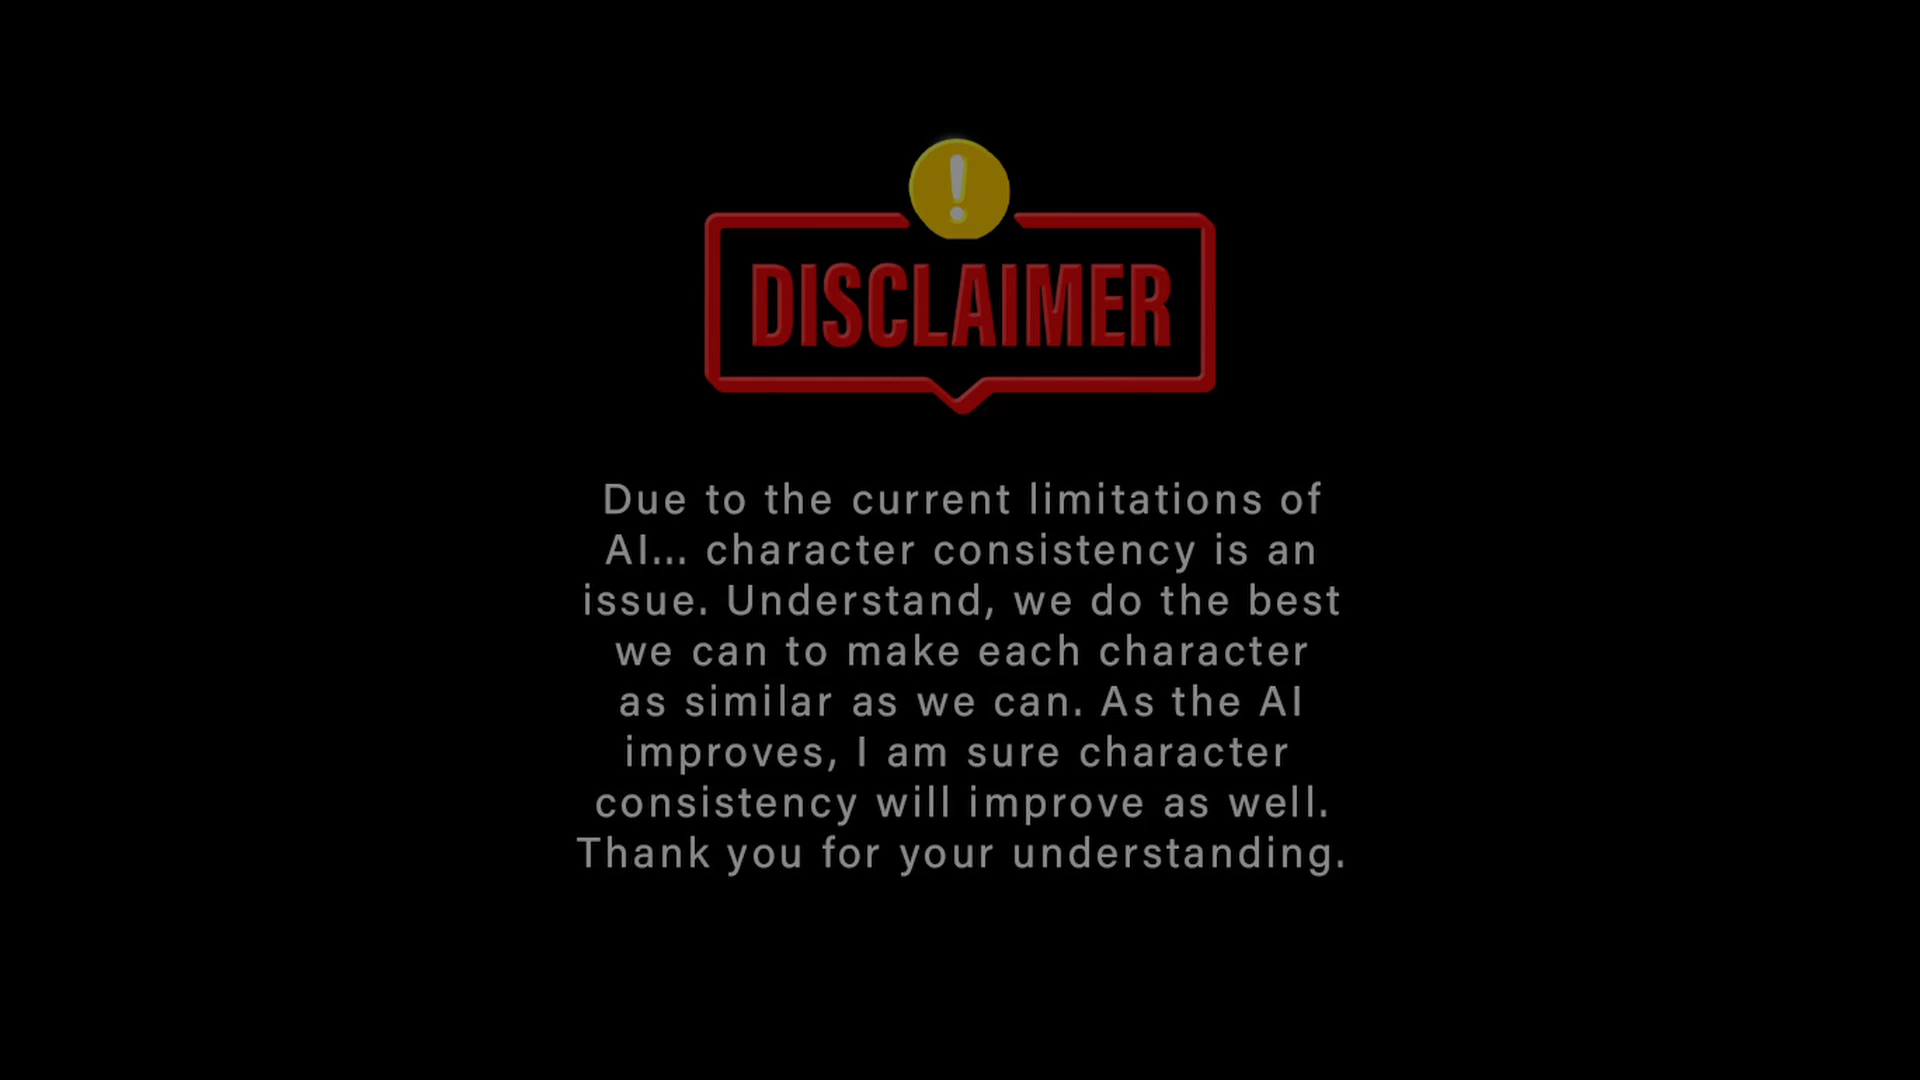 !
DISCLAIMER
Due to the current limitations of
AI... character consistency is an
issue. Understand, we do the best
we can to make each character
as similar as we can. As the AI
improves, I am sure character
consistency will improve as well.
Thank you for your understanding.